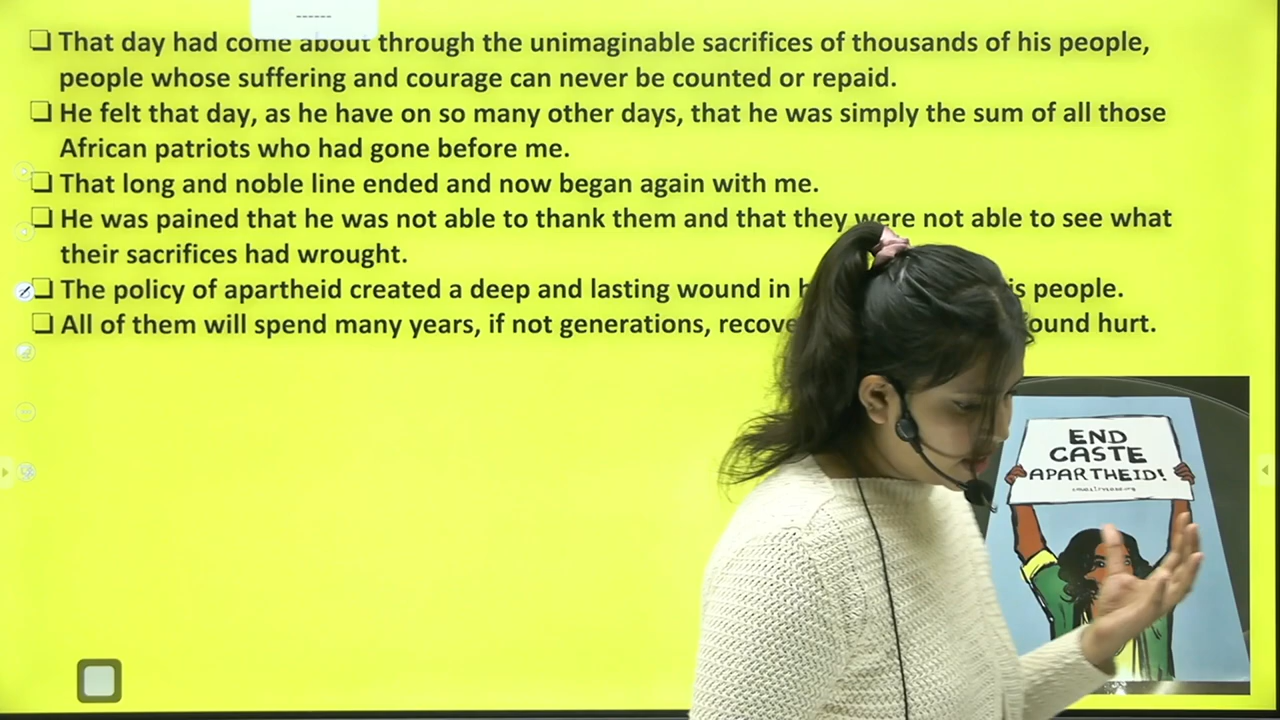 ------
That day had come about through the unimaginable sacrifices of thousands of his people,
people whose suffering and courage can never be counted or repaid.
He felt that day, as he have on so many other days, that he was simply the sum of all those
African patriots who had gone before me.
That long and noble line ended and now began again with me.
He was pained that he was not able to thank them and that they were not able to see what
their sacrifices had wrought.
The policy of apartheid created a deep and lasting wound in people.
All of them will spend many years, if not generations, hurt.
END
CASTE
APARTHEID!